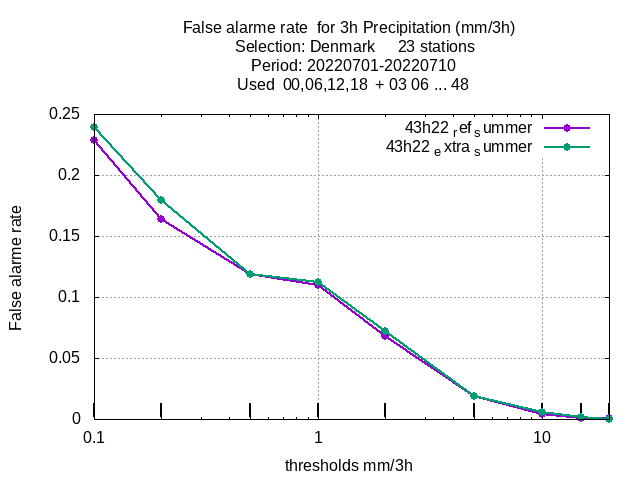 False alarme rate  for 3h Precipitation (mm/3h)
Selection: Denmark     23 stations
Period: 20220701-20220710
Used  00,06,12,18  + 03 06 ... 48
43h22 ref summer
43h22 extra summer
0.25
0.2
0.15
0.1
0.05
0
False alarme rate
0.1
1
10
thresholds mm/3h